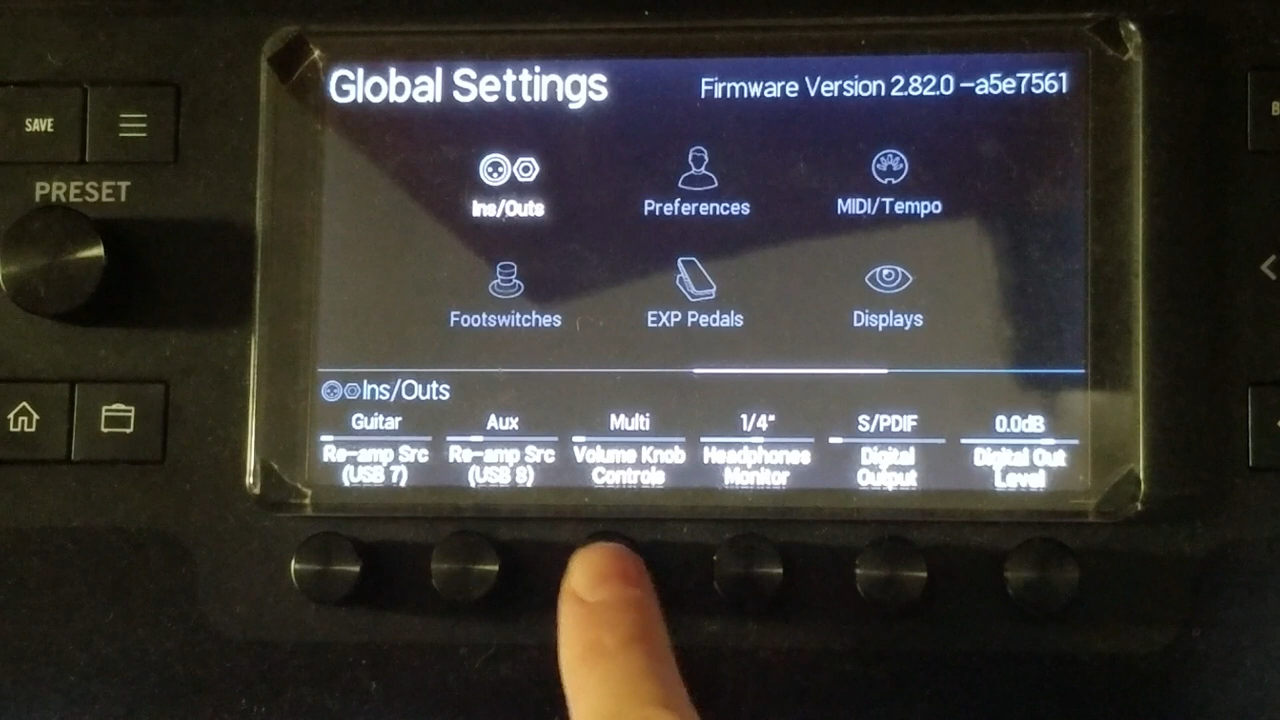 Global Settings
Firmware Version 2.82.0 -a5e7561
SAVE
PRESET
Ins/Outs
Preferences
MIDI/Tempo
Footswitches
EXP Pedals
Displays
Ins/Outs
Guitar
Aux
Multi
1/4"
S/PDIF
0.0dB
Re-amp Src
(USB 7)
Re-amp Src
(USB 8)
Volume Knob
Controls
Headphones
Monitor
Digital
Output
Digital Out
Level